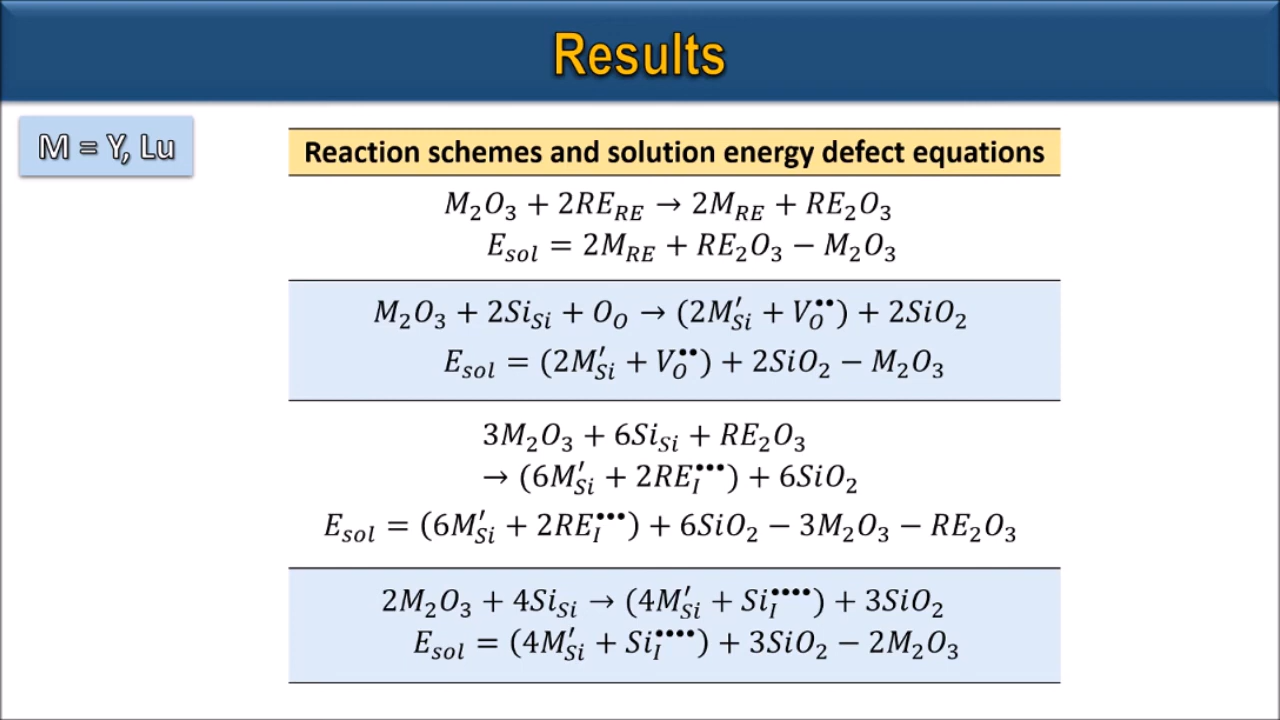 Results
M = Y, Lu
Reaction schemes and solution energy defect equations
M₂O₃ + 2RE_RE → 2M_RE + RE₂O₃
E_sol = 2M_RE + RE₂O₃ − M₂O₃
M₂O₃ + 2Si_Si + O_O → (2M′_Si + V_O^••) + 2SiO₂
E_sol = (2M′_Si + V_O^••) + 2SiO₂ − M₂O₃
3M₂O₃ + 6Si_Si + RE₂O₃
→ (6M′_Si + 2RE_I^•••) + 6SiO₂
E_sol = (6M′_Si + 2RE_I^•••) + 6SiO₂ − 3M₂O₃ − RE₂O₃
2M₂O₃ + 4Si_Si → (4M′_Si + Si_I^••••) + 3SiO₂
E_sol = (4M′_Si + Si_I^••••) + 3SiO₂ − 2M₂O₃